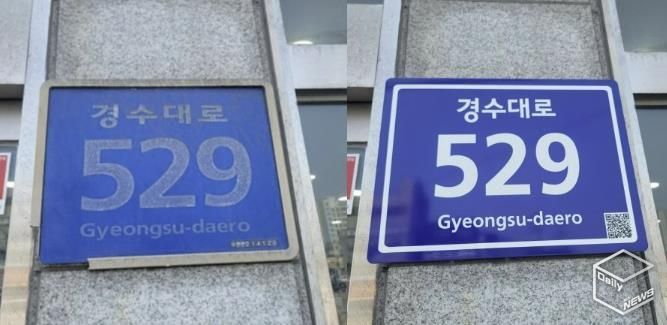 경수대로
529
Gyeongsu-daero
경수대로
529
Gyeongsu-daero
Daily
NEWS